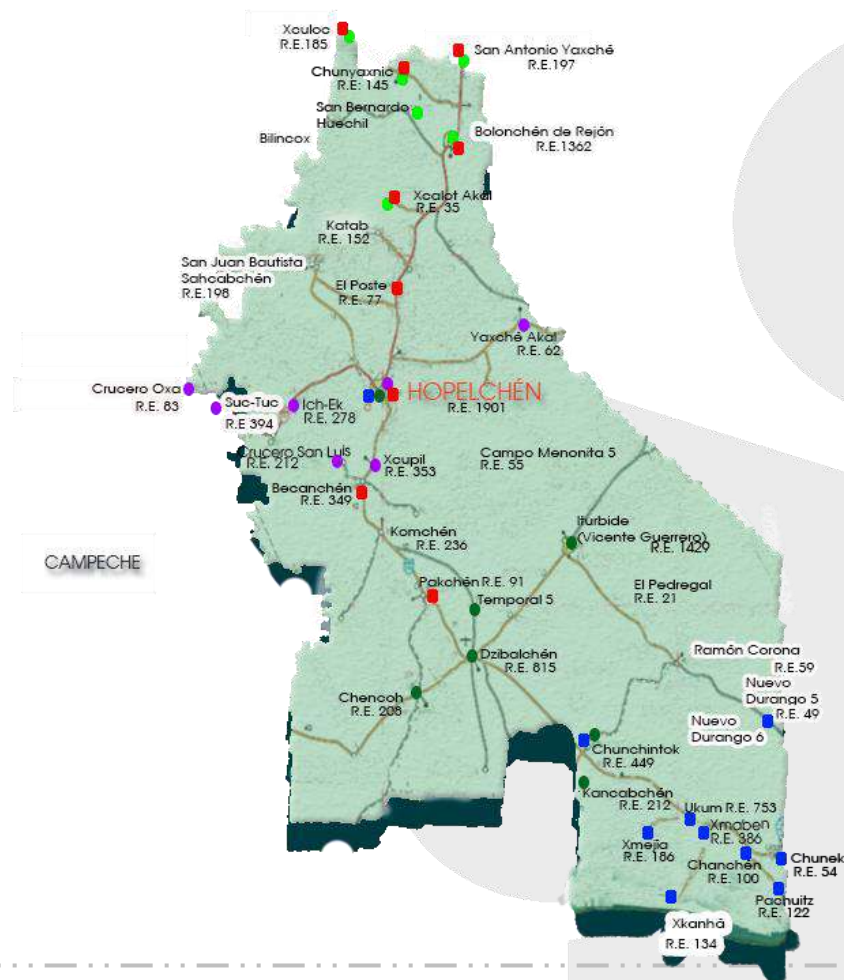 Xculoc
R.E.185
San Antonio Yaxché
R.E.197
Chunyaxnic
R.E: 145
San Bernardo
Huechil
Bilincox
Bolonchén de Rejón
R.E.1362
Xcalot Akal
R.E. 35
Katab
R.E. 152
San Juan Bautista
Sahcabchén
R.E.198
El Poste
R.E. 77
Yaxché Akal
R.E. 62
Crucero Oxa
R.E. 83
Suc-Tuc
R.E 394
Ich-Ek
R.E. 278
HOPELCHÉN
R.E. 1901
Crucero San Luis
R.E. 212
Xcupil
R.E. 353
Campo Menonita 5
R.E. 55
Becanchén
R.E. 349
Komchén
R.E. 236
Iturbide
(Vicente Guerrero)
R.E. 1429
CAMPECHE
Pakchén R.E. 91
El Pedregal
R.E. 21
Temporal 5
Dzibalchén
R.E. 815
Ramón Corona
R.E.59
Chencoh
R.E. 208
Nuevo
Durango 5
R.E. 49
Nuevo
Durango 6
Chunchintok
R.E. 449
Kancabchén
R.E. 212
Ukum R.E. 753
Xmaben
R.E. 386
Xmejia
R.E. 186
Chanchén
R.E. 100
Chunek
R.E. 54
Pachuitz
R.E. 122
Xkanhá
R.E. 134